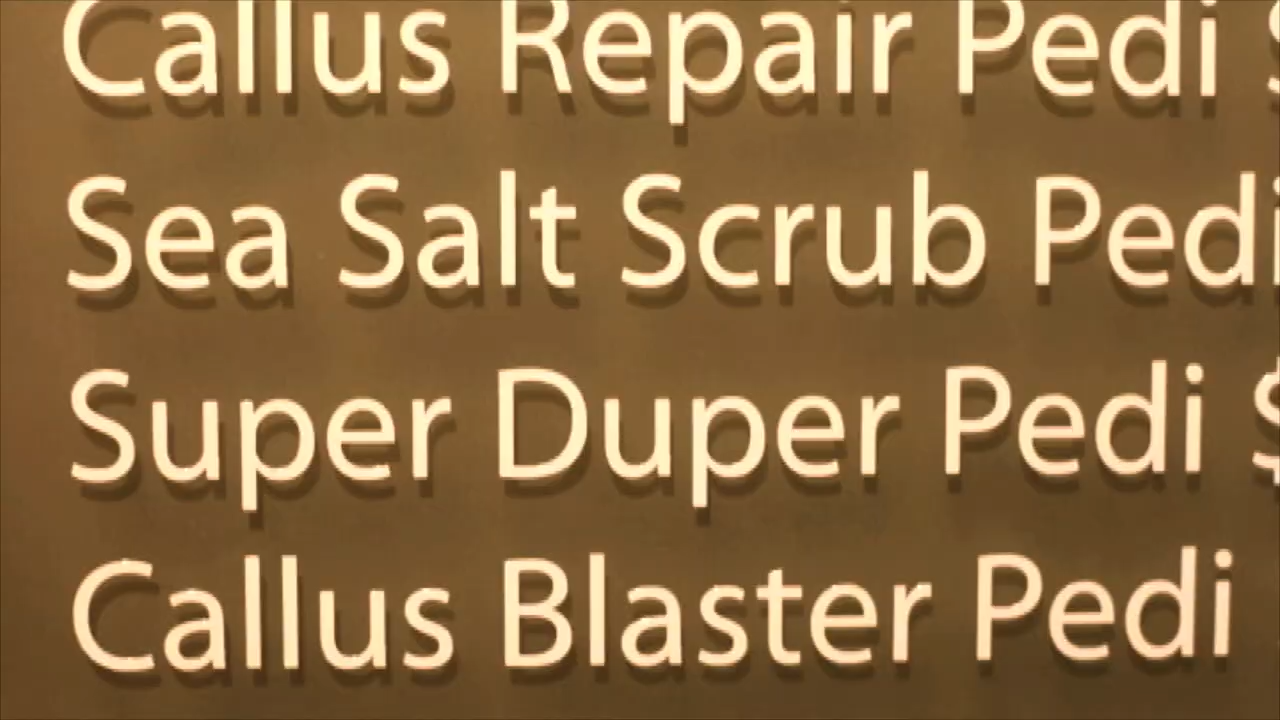 Callus Repair Pedi $
Sea Salt Scrub Pedi
Super Duper Pedi $
Callus Blaster Pedi